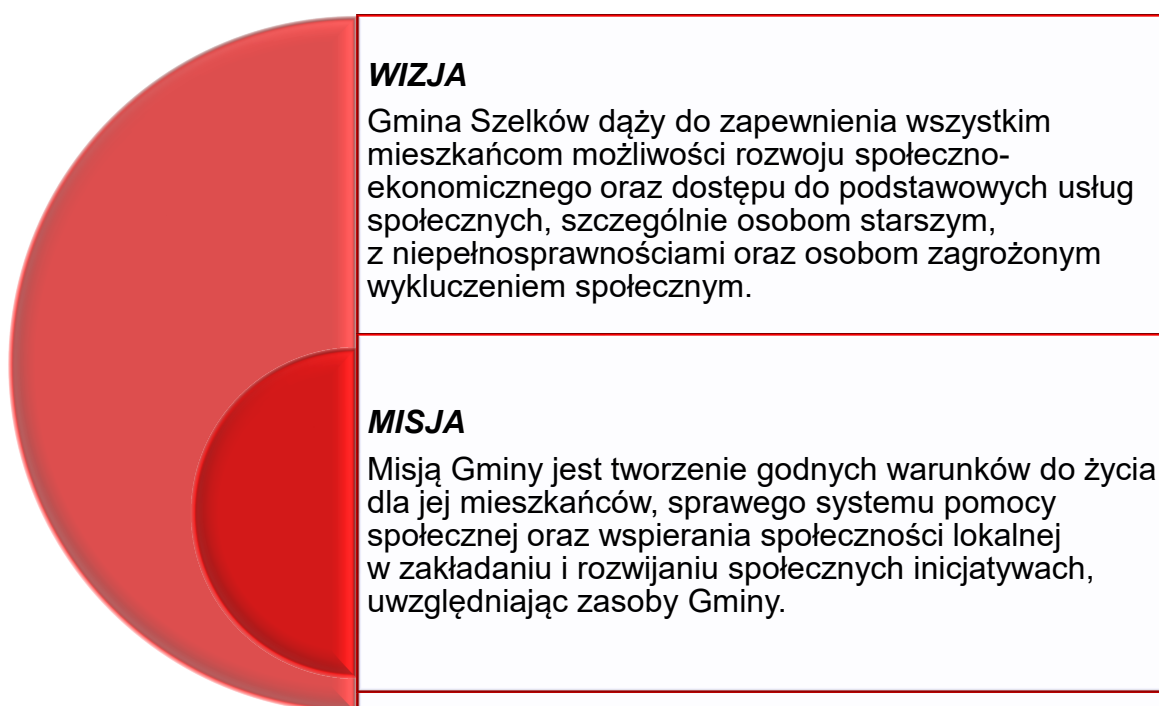 WIZJA
Gmina Szelków dąży do zapewnienia wszystkim
mieszkańcom możliwości rozwoju społeczno-
ekonomicznego oraz dostępu do podstawowych usług
społecznych, szczególnie osobom starszym,
z niepełnosprawnościami oraz osobom zagrożonym
wykluczeniem społecznym.
MISJA
Misją Gminy jest tworzenie godnych warunków do życia
dla jej mieszkańców, sprawego systemu pomocy
społecznej oraz wspierania społeczności lokalnej
w zakładaniu i rozwijaniu społecznych inicjatywach,
uwzględniając zasoby Gminy.